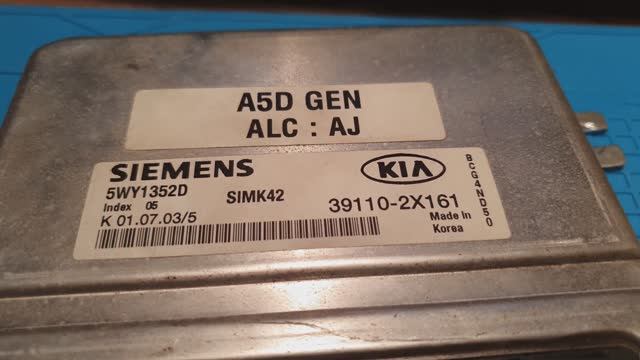 A5D GEN
ALC : AJ
SIEMENS
5WY1352D
Index 05
SIMK42
K 01.07.03/5
KIA
39110-2X161
Made In
Korea
BCG4ND50